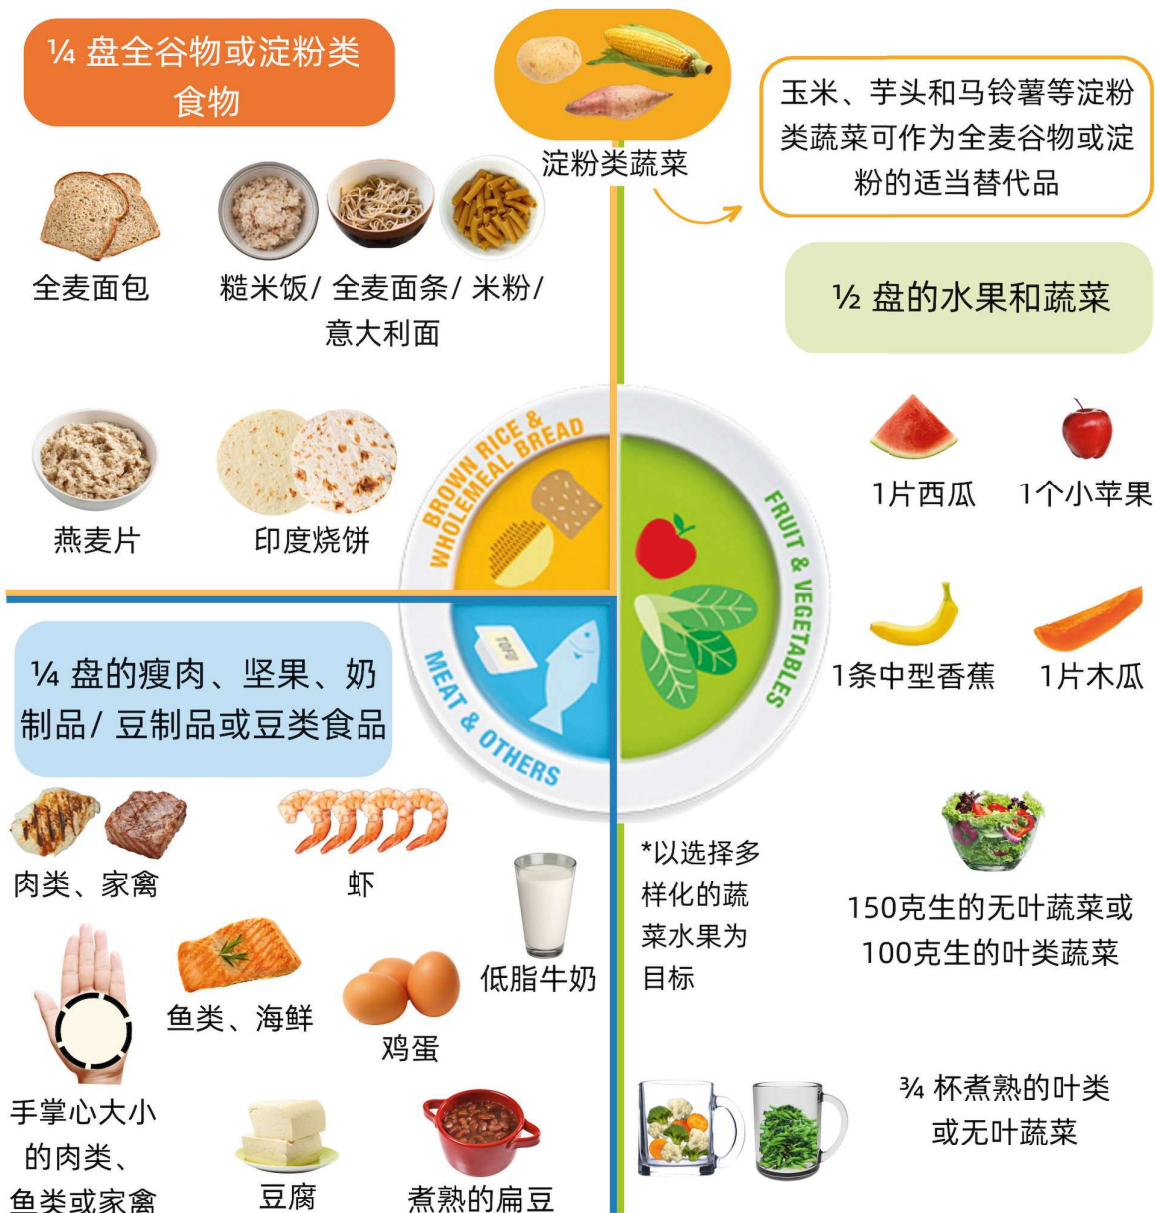 ¼ 盘全谷物或淀粉类
食物
淀粉类蔬菜
玉米、芋头和马铃薯等淀粉
类蔬菜可作为全麦谷物或淀
粉的适当替代品
全麦面包
糙米饭/ 全麦面条/ 米粉/
意大利面
½ 盘的水果和蔬菜
燕麦片
印度烧饼
BROWN RICE &
WHOLEMEAL BREAD
FRUIT & VEGETABLES
MEAT & OTHERS
TOFU
1片西瓜
1个小苹果
1条中型香蕉
1片木瓜
¼ 盘的瘦肉、坚果、奶
制品/ 豆制品或豆类食品
肉类、家禽
虾
低脂牛奶
鱼类、海鲜
鸡蛋
手掌心大小
的肉类、
鱼类或家禽
豆腐
煮熟的扁豆
*以选择多
样化的蔬
菜水果为
目标
150克生的无叶蔬菜或
100克生的叶类蔬菜
¾ 杯煮熟的叶类
或无叶蔬菜